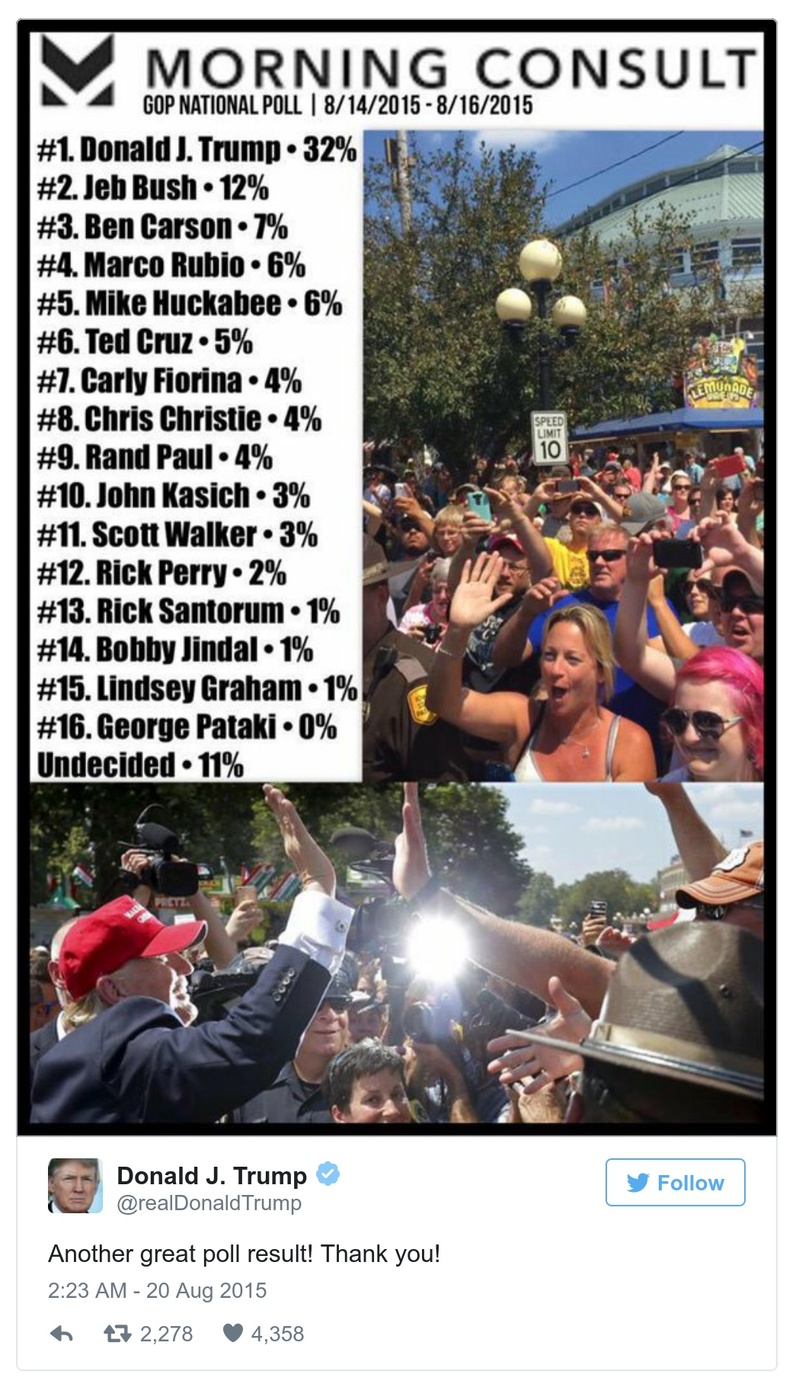 MORNING CONSULT
GOP NATIONAL POLL | 8/14/2015 - 8/16/2015
#1. Donald J. Trump • 32%
#2. Jeb Bush • 12%
#3. Ben Carson • 7%
#4. Marco Rubio • 6%
#5. Mike Huckabee • 6%
#6. Ted Cruz • 5%
#7. Carly Fiorina • 4%
#8. Chris Christie • 4%
#9. Rand Paul • 4%
#10. John Kasich • 3%
#11. Scott Walker • 3%
#12. Rick Perry • 2%
#13. Rick Santorum • 1%
#14. Bobby Jindal • 1%
#15. Lindsey Graham • 1%
#16. George Pataki • 0%
Undecided • 11%
LEMONADE
SPEED
LIMIT
10
Donald J. Trump
@realDonaldTrump
Follow
Another great poll result! Thank you!
2:23 AM - 20 Aug 2015
2,278 4,358